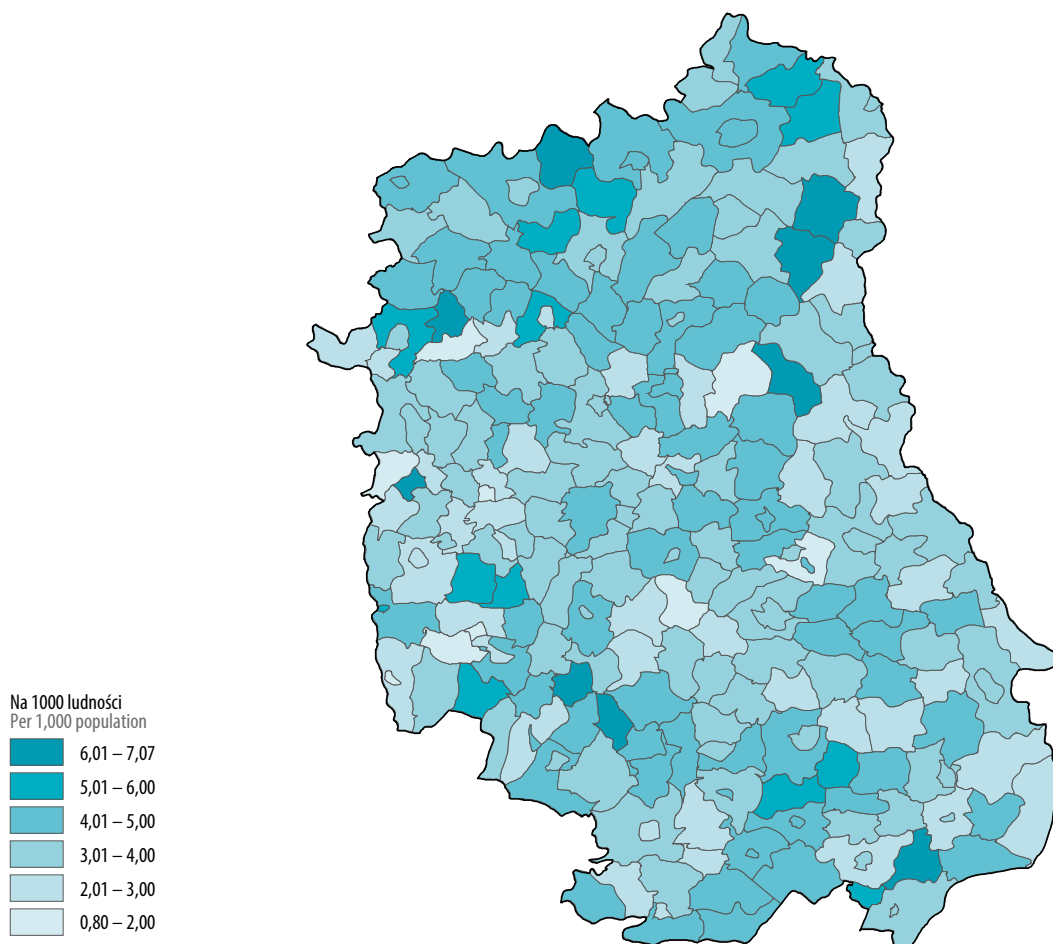 Na 1000 ludności
Per 1,000 population
6,01 – 7,07
5,01 – 6,00
4,01 – 5,00
3,01 – 4,00
2,01 – 3,00
0,80 – 2,00